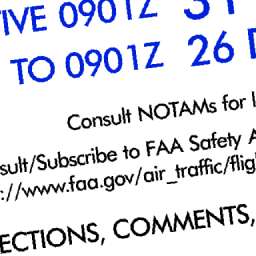 TIVE 0901Z 31
TO 0901Z 26
Consult NOTAMs for l
sult/Subscribe to FAA Safety A
://www.faa.gov/air_traffic/flig
ECTIONS, COMMENTS,